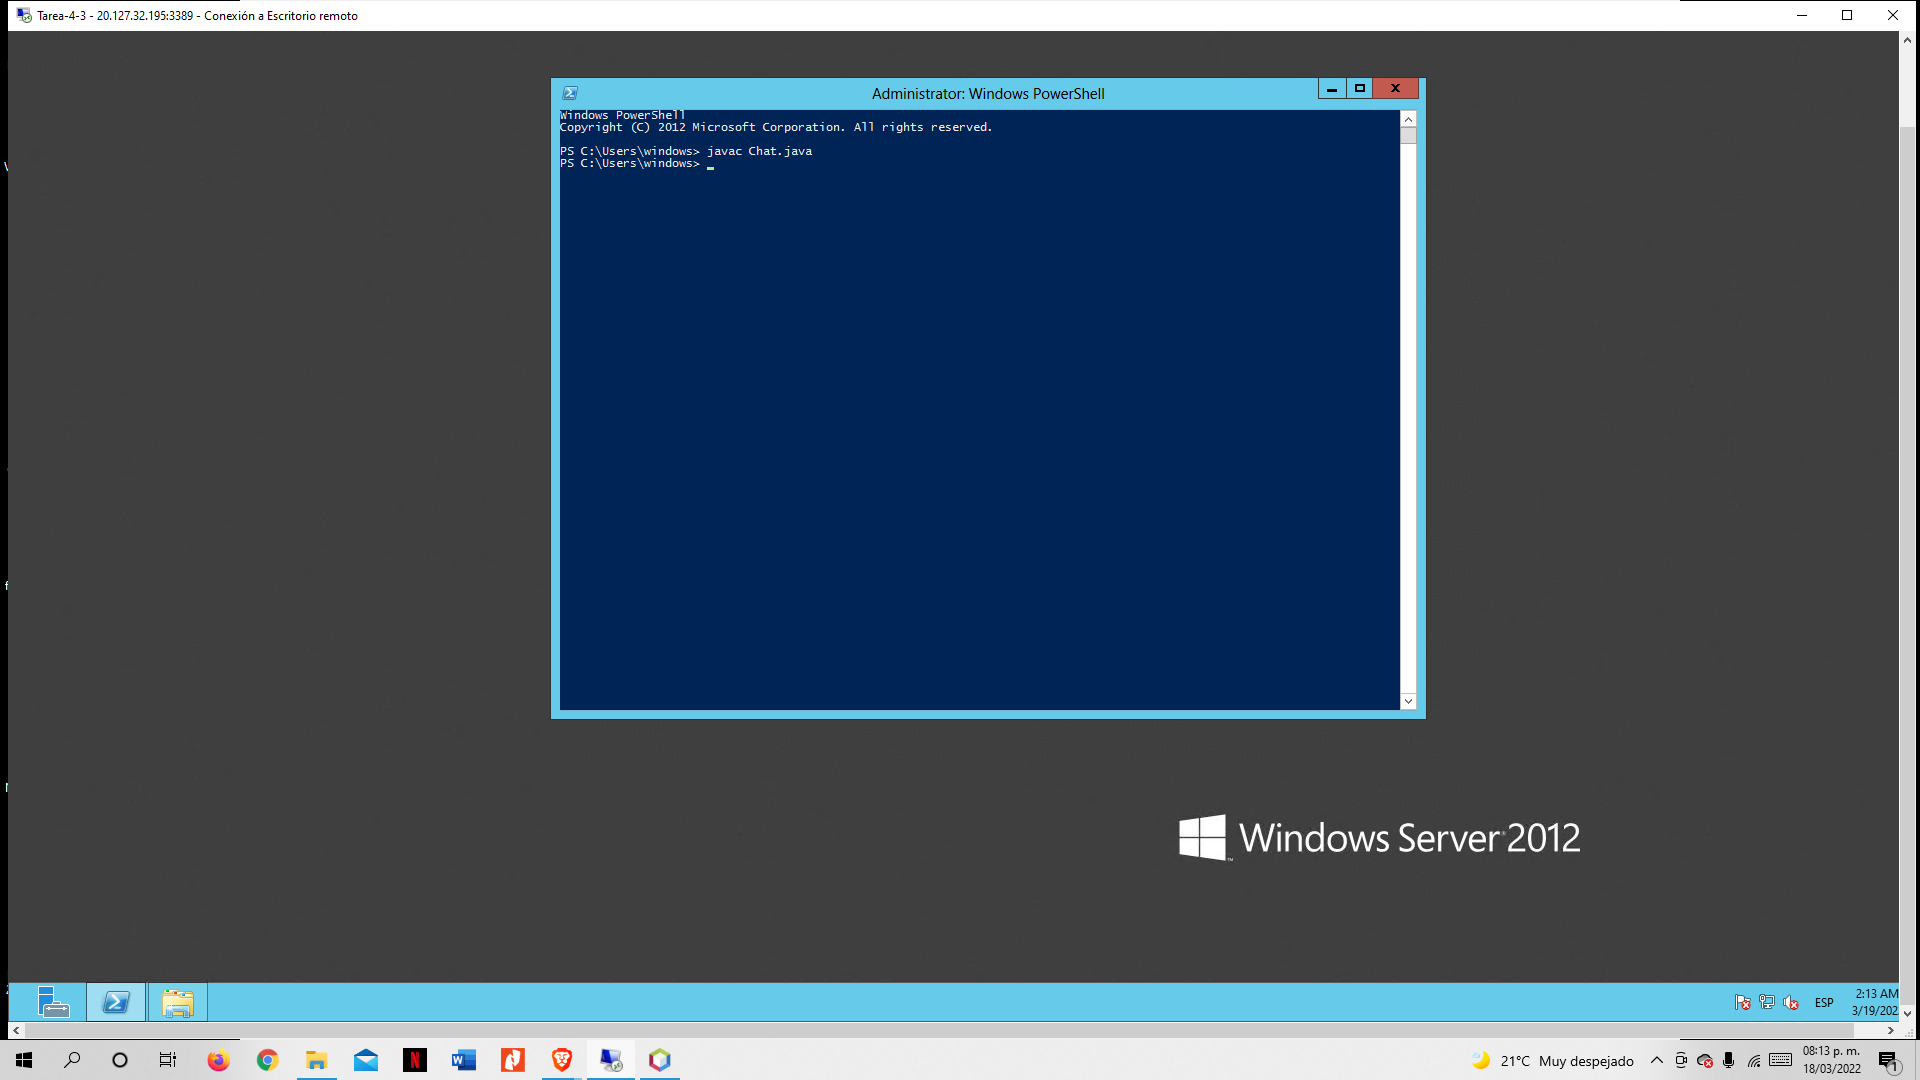 Tarea-4-3 - 20.127.32.195:3389 - Conexión a Escritorio remoto
Administrator: Windows PowerShell
Windows PowerShell
Copyright (C) 2012 Microsoft Corporation. All rights reserved.
PS C:\Users\windows> javac Chat.java
PS C:\Users\windows>
Windows Server 2012
ESP
2:13 AM
3/19/202
21°C Muy despejado
08:13 p. m.
18/03/2022
1